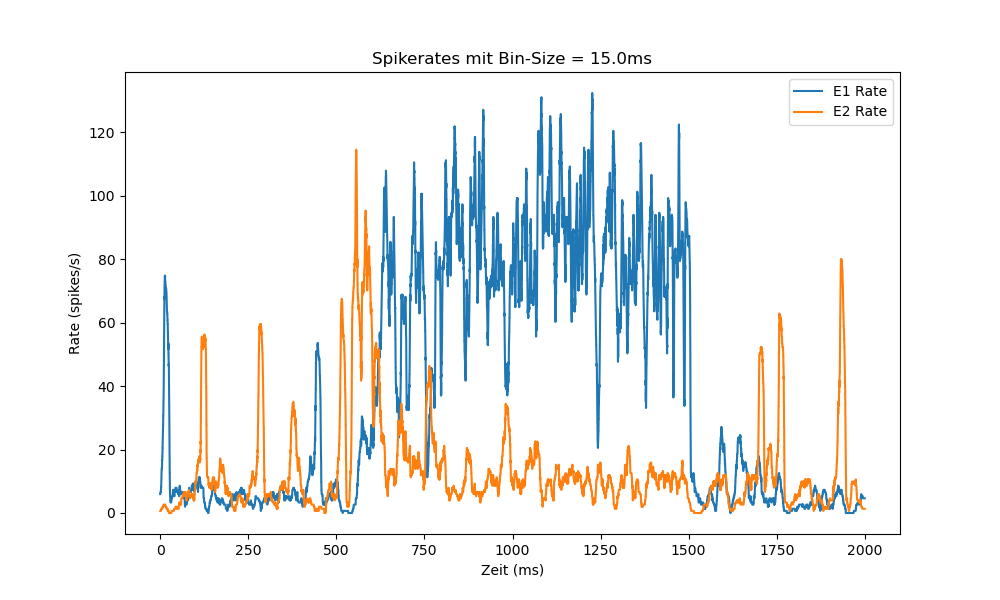 Spikerates mit Bin-Size = 15.0ms
E1 Rate
E2 Rate
120
100
80
60
40
20
0
Rate (spikes/s)
0 250 500 750 1000 1250 1500 1750 2000
Zeit (ms)